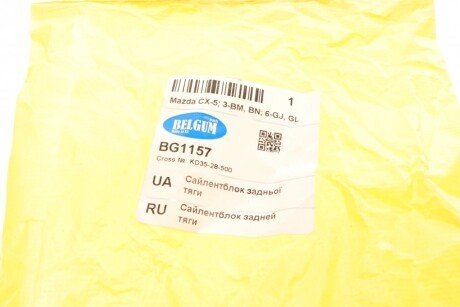 Mazda CX-5; 3-BM, BN; 6-GJ, GL
1
BELGUM
BG1157
Cross №: KD35-28-500
UA Сайлентблок задньої
тяги
RU Сайлентблок задней
тяги